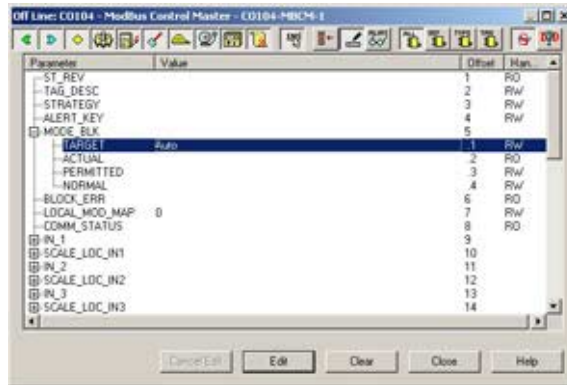 Off Line: CO104 - Modbus Control Master - CO104-MBCM-1
Parameter Value Offset Han...
ST_REV 1 RO
TAG_DESC 2 RW
STRATEGY 3 RW
ALERT_KEY 4 RW
MODE_BLK 5
TARGET Auto .1 RW
ACTUAL .2 RO
PERMITTED .3 RW
NORMAL .4 RW
BLOCK_ERR 6 RO
LOCAL_MOD_MAP 0 7 RW
COMM_STATUS 8 RO
IN_1 9
SCALE_LOC_IN1 10
IN_2 11
SCALE_LOC_IN2 12
IN_3 13
SCALE_LOC_IN3 14
Cancel Edit Edit Clear Close Help